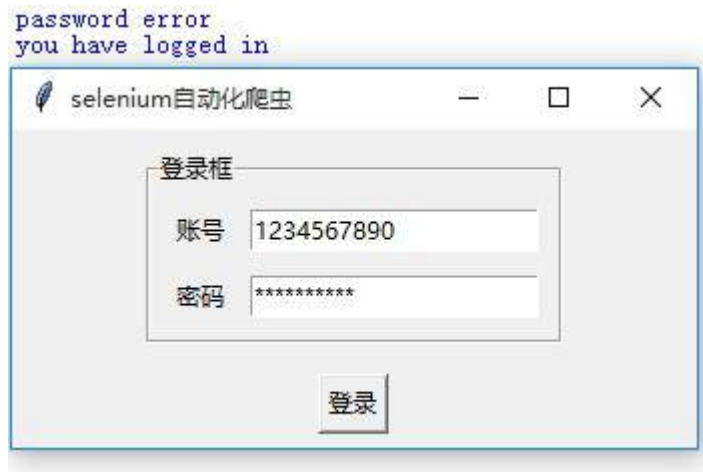 password error
you have logged in
selenium自动化爬虫
登录框
账号 1234567890
密码 **********
登录